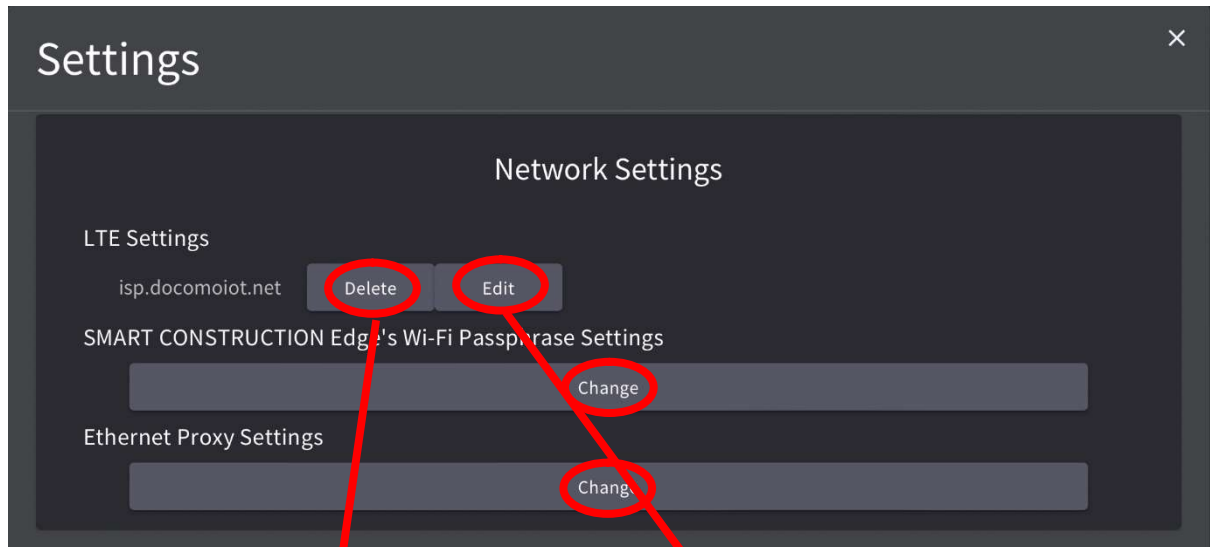 Settings
Network Settings
LTE Settings
isp.docomoiot.net Delete Edit
SMART CONSTRUCTION Edge's Wi-Fi Passphrase Settings
Change
Ethernet Proxy Settings
Change